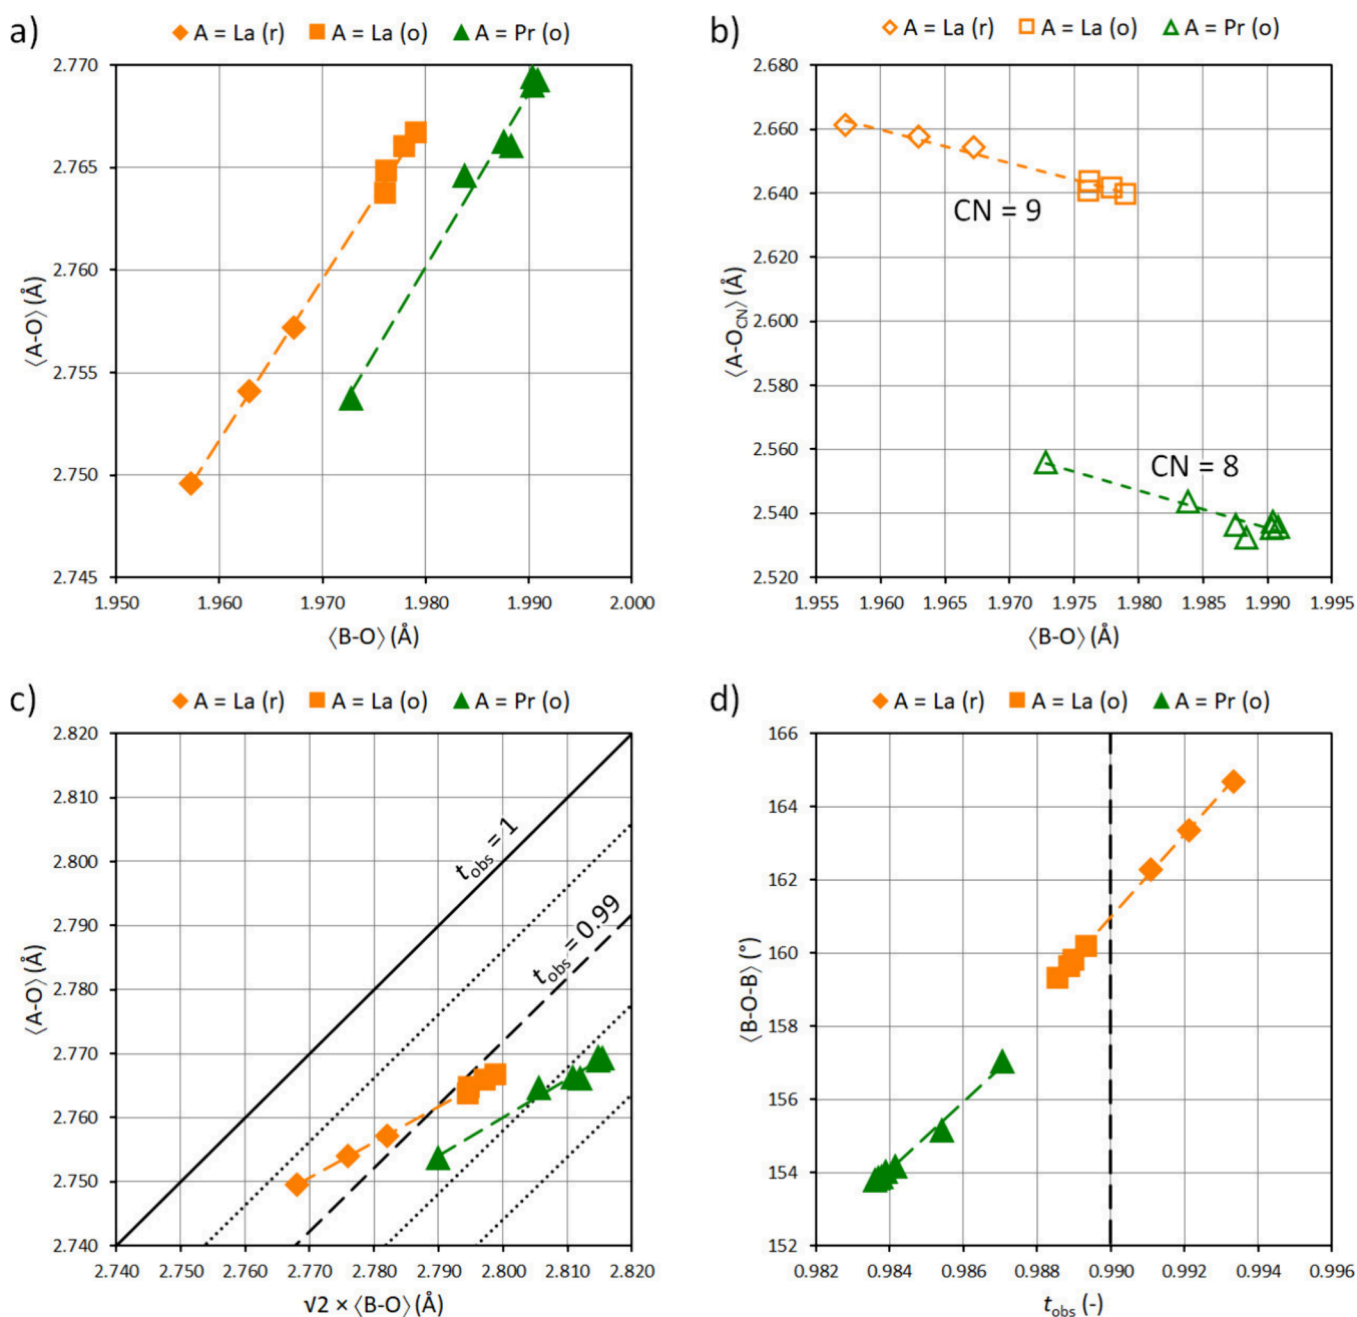 a)
A = La (r) A = La (o) A = Pr (o)
2.770
2.765
2.760
2.755
2.750
2.745
⟨A-O⟩ (Å)
1.950 1.960 1.970 1.980 1.990 2.000
⟨B-O⟩ (Å)
b)
A = La (r) A = La (o) A = Pr (o)
2.680
2.660
2.640
2.620
2.600
2.580
2.560
2.540
2.520
⟨A-O_CN⟩ (Å)
CN = 9
CN = 8
1.955 1.960 1.965 1.970 1.975 1.980 1.985 1.990 1.995
⟨B-O⟩ (Å)
c)
A = La (r) A = La (o) A = Pr (o)
2.820
2.810
2.800
2.790
2.780
2.770
2.760
2.750
2.740
⟨A-O⟩ (Å)
t_obs = 1
t_obs = 0.99
2.740 2.750 2.760 2.770 2.780 2.790 2.800 2.810 2.820
√2 × ⟨B-O⟩ (Å)
d)
A = La (r) A = La (o) A = Pr (o)
166
164
162
160
158
156
154
152
⟨B-O-B⟩ (°)
0.982 0.984 0.986 0.988 0.990 0.992 0.994 0.996
t_obs (-)